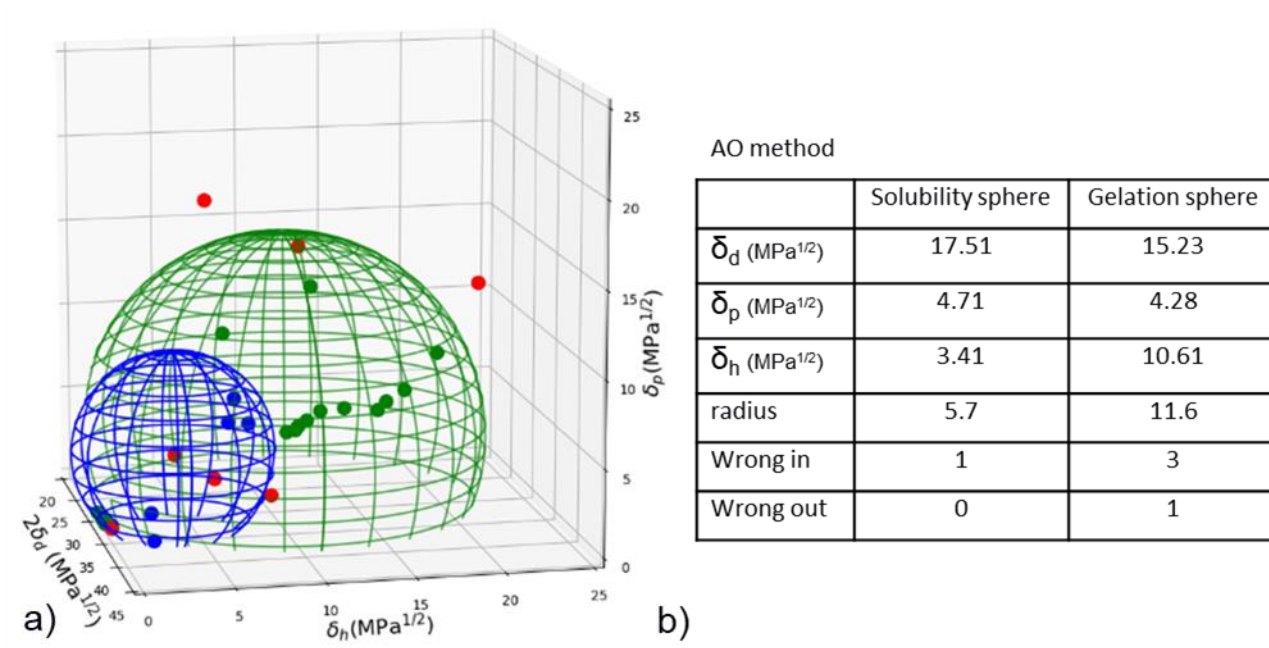 25
20
15
10
5
0
δp(MPa1/2)
20
25
30
35
40
45
2δd (MPa1/2)
0
5
10
15
20
25
δh(MPa1/2)
a)
b)
AO method
Solubility sphere Gelation sphere
δd (MPa1/2) 17.51 15.23
δp (MPa1/2) 4.71 4.28
δh (MPa1/2) 3.41 10.61
radius 5.7 11.6
Wrong in 1 3
Wrong out 0 1